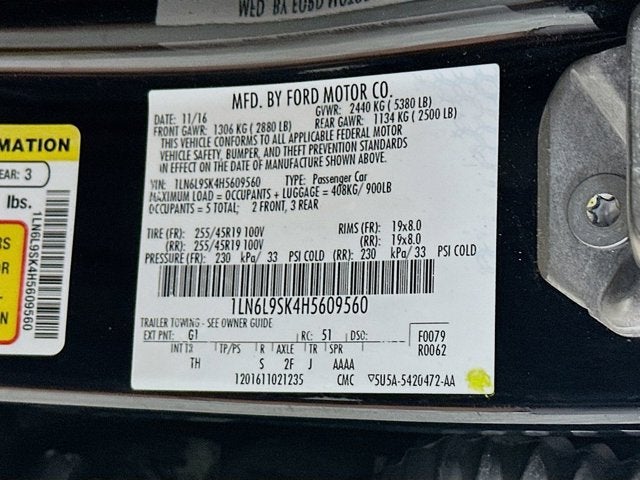 MFD. BY FORD MOTOR CO.
DATE: 11/16 GVWR: 2440 KG ( 5380 LB)
FRONT GAWR: 1306 KG ( 2880 LB) REAR GAWR: 1134 KG ( 2500 LB)
THIS VEHICLE CONFORMS TO ALL APPLICABLE FEDERAL MOTOR
VEHICLE SAFETY, BUMPER, AND THEFT PREVENTION STANDARDS
IN EFFECT ON THE DATE OF MANUFACTURE SHOWN ABOVE.
VIN: 1LN6L9SK4H5609560 TYPE: Passenger Car
MAXIMUM LOAD = OCCUPANTS + LUGGAGE = 408KG/ 900LB
OCCUPANTS = 5 TOTAL; 2 FRONT, 3 REAR
TIRE (FR): 255/45R19 100V RIMS (FR): 19x8.0
(RR): 255/45R19 100V (RR): 19x8.0
PRESSURE (FR): 230 kPa/ 33 PSI COLD (RR): 230 kPa/ 33 PSI COLD
1LN6L9SK4H5609560
TRAILER TOWING - SEE OWNER GUIDE
EXT PNT: G1 RC: 51 DSO: F0079
INT TR TP/PS R AXLE TR SPR R0062
TH S 2F J AAAA
1201611021235 CMC ▽5U5A-5420472-AA
MATION
EAR: 3
lbs.
RS
OR
1LN6L9SK4H5609560